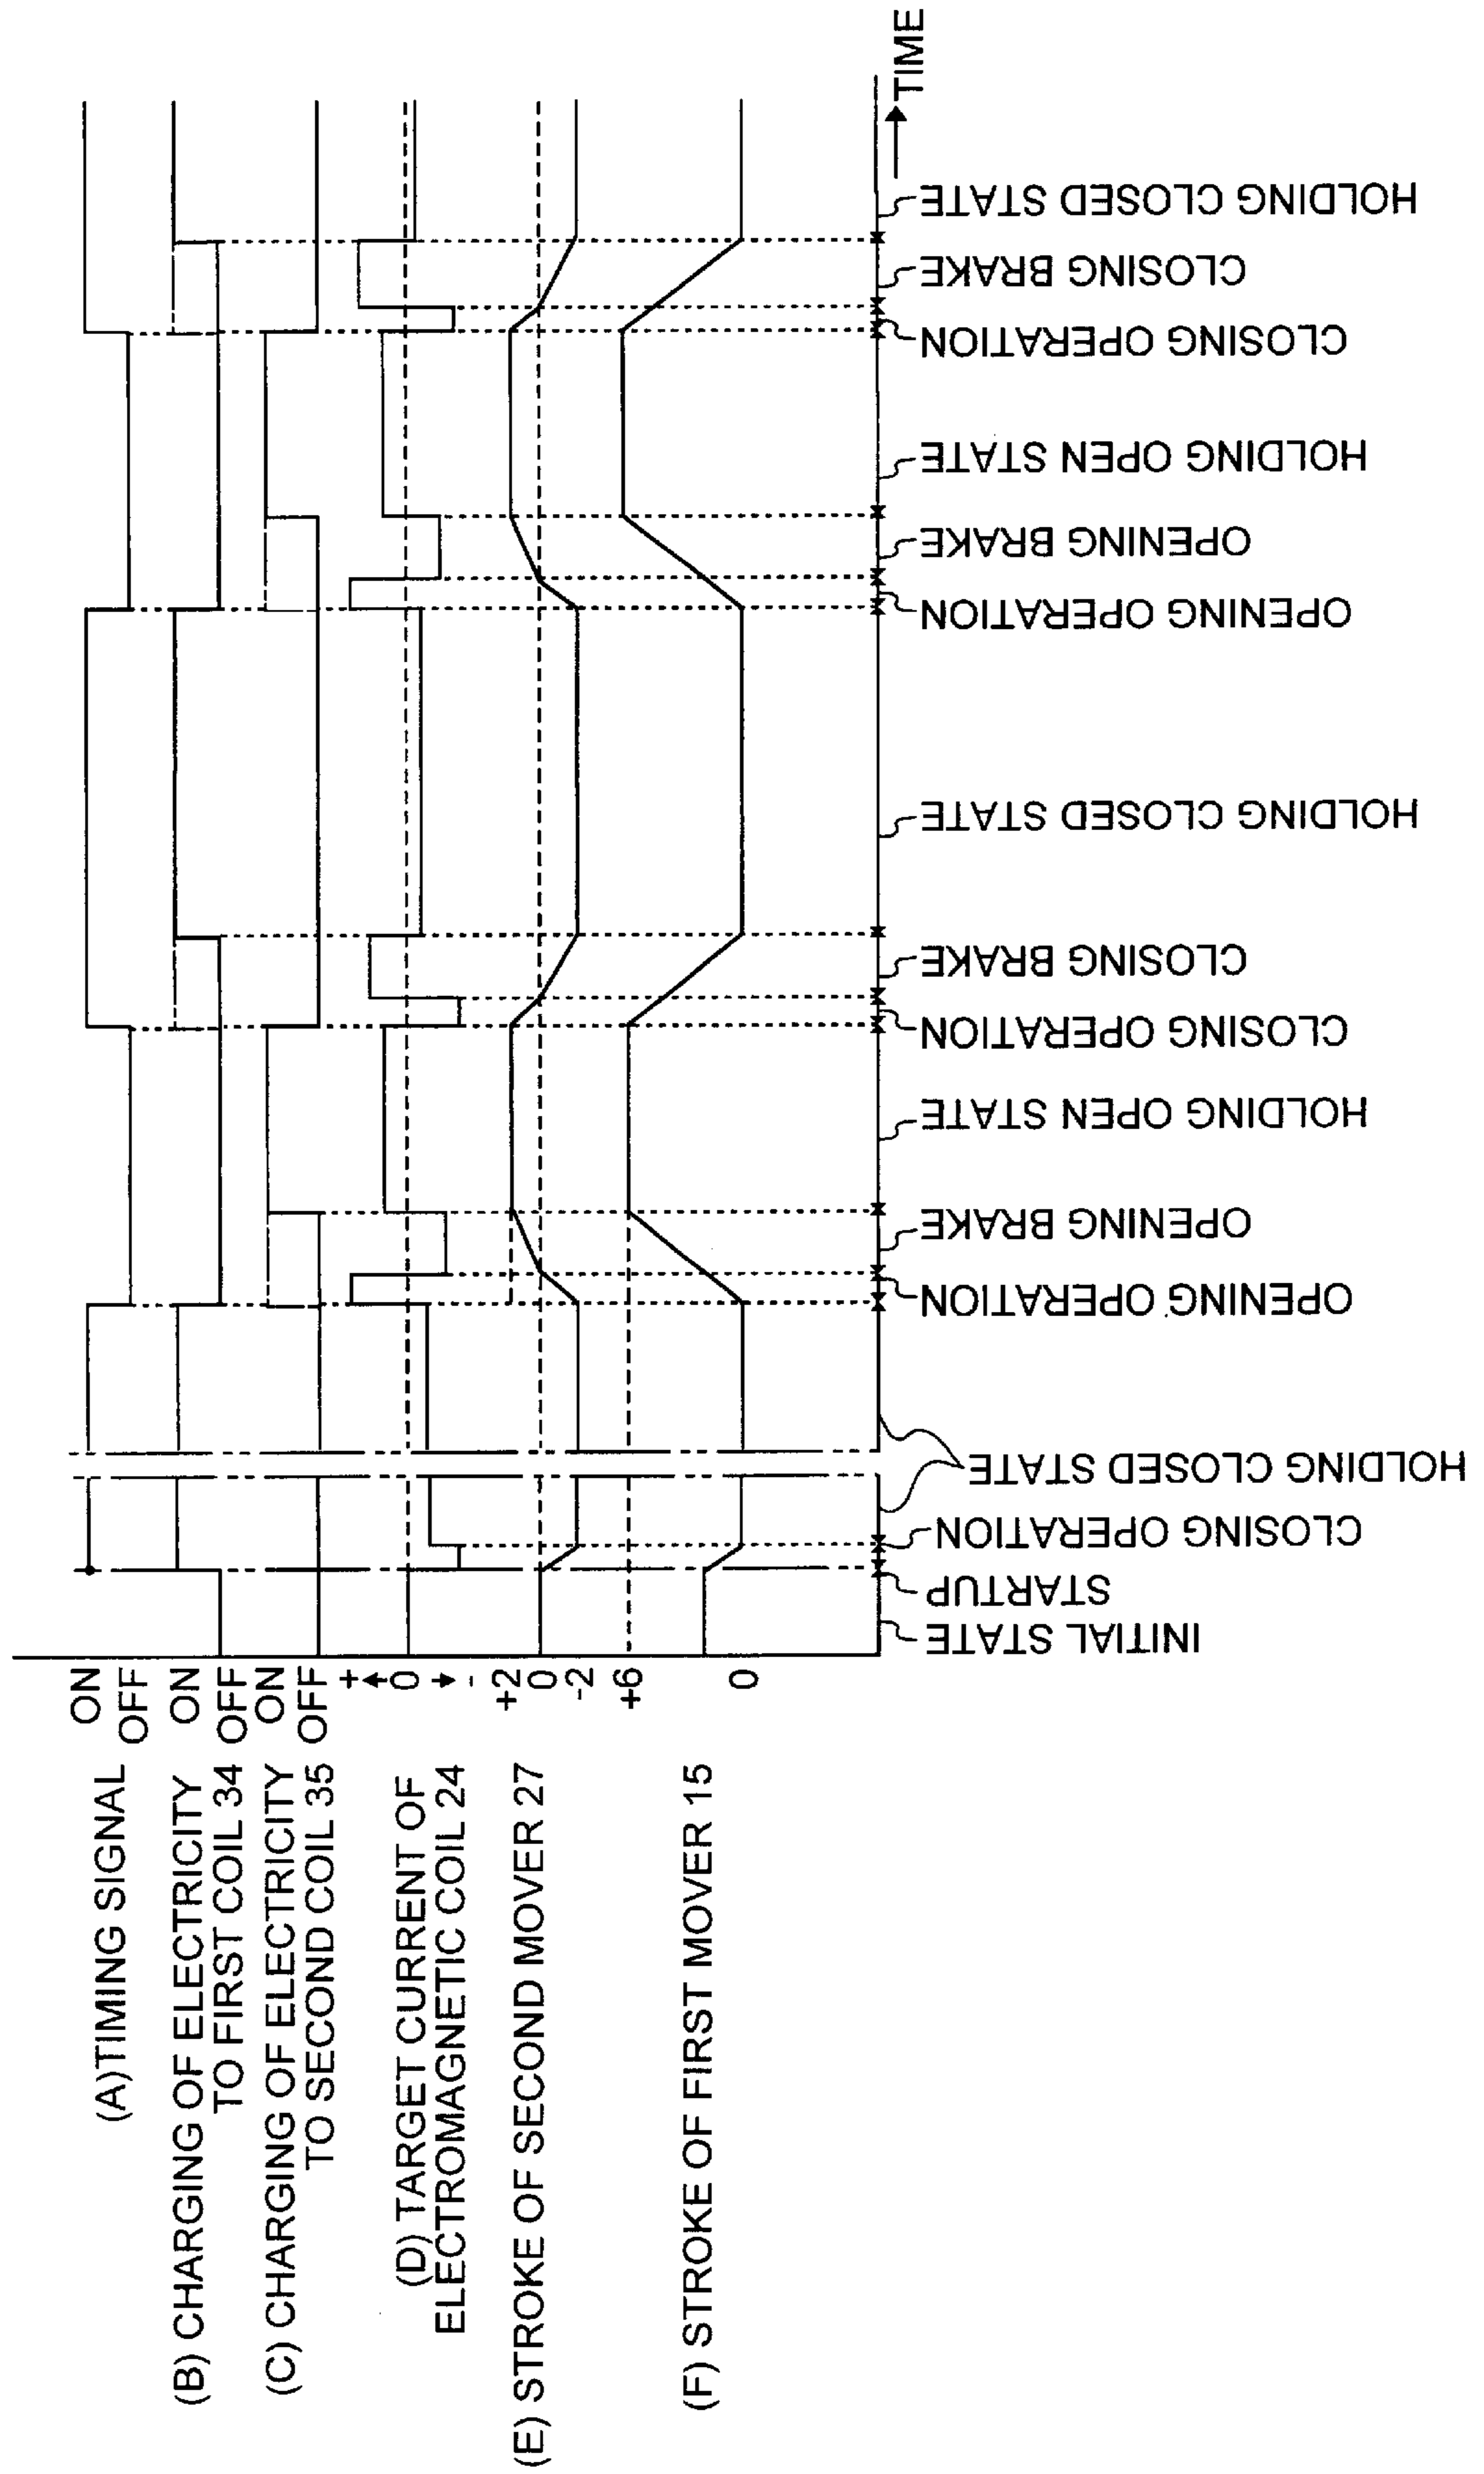 (A)TIMING SIGNAL
ON
OFF
(B) CHARGING OF ELECTRICITY
TO FIRST COIL 34
ON
OFF
(C) CHARGING OF ELECTRICITY
TO SECOND COIL 35
ON
OFF
(D) TARGET CURRENT OF
ELECTROMAGNETIC COIL 24
+
0
-
(E) STROKE OF SECOND MOVER 27
+2
0
-2
(F) STROKE OF FIRST MOVER 15
+6
0
INITIAL STATE
STARTUP
CLOSING OPERATION
HOLDING CLOSED STATE
OPENING OPERATION
OPENING BRAKE
HOLDING OPEN STATE
CLOSING OPERATION
CLOSING BRAKE
HOLDING CLOSED STATE
OPENING OPERATION
OPENING BRAKE
HOLDING OPEN STATE
CLOSING OPERATION
CLOSING BRAKE
HOLDING CLOSED STATE
TIME